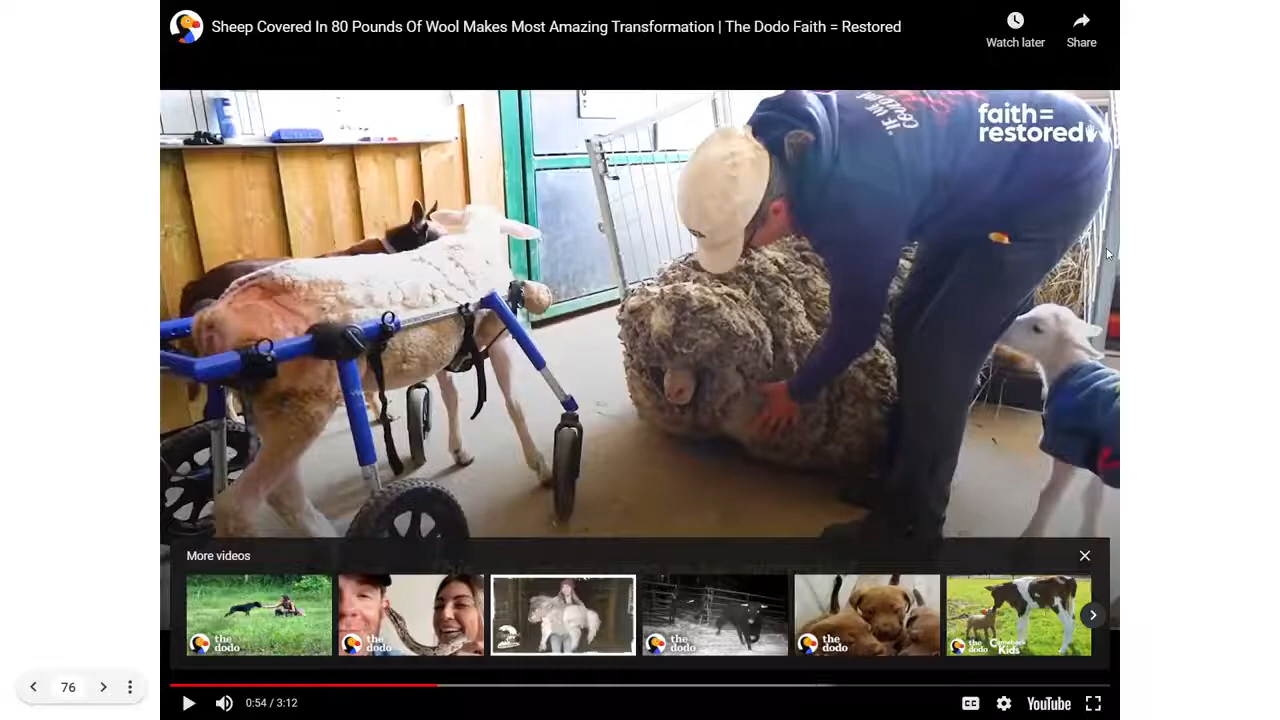 Sheep Covered In 80 Pounds Of Wool Makes Most Amazing Transformation | The Dodo Faith = Restored
Watch later
Share
faith=
restored
More videos
the
dodo
the
dodo
the
dodo
the
dodo
the
dodo
Comeback
Kids
76
0:54 / 3:12
CC
YouTube